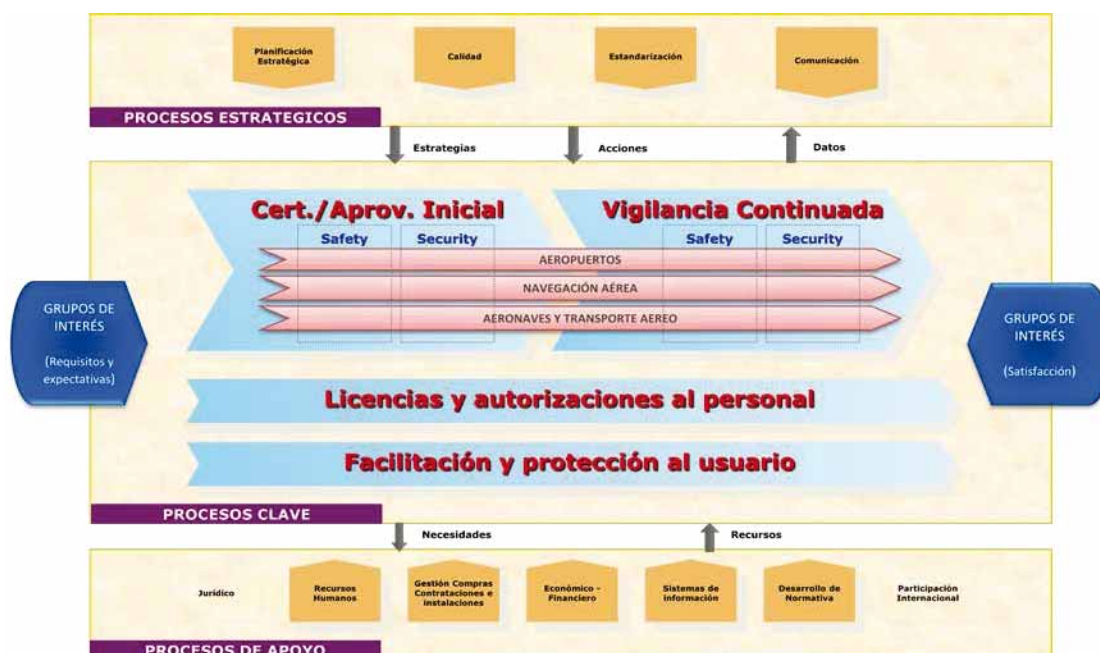 Planificación
Estratégica
Calidad
Estandarización
Comunicación
PROCESOS ESTRATEGICOS
Estrategias
Acciones
Datos
Cert./Aprov. Inicial
Vigilancia Continuada
Safety
Security
Safety
Security
AEROPUERTOS
NAVEGACIÓN AÉREA
AERONAVES Y TRANSPORTE AEREO
GRUPOS DE
INTERÉS
(Requisitos y
expectativas)
GRUPOS DE
INTERÉS
(Satisfacción)
Licencias y autorizaciones al personal
Facilitación y protección al usuario
PROCESOS CLAVE
Necesidades
Recursos
Jurídico
Recursos
Humanos
Gestión Compras
Contrataciones e
instalaciones
Económico -
Financiero
Sistemas de
información
Desarrollo de
Normativa
Participación
Internacional
PROCESOS DE APOYO